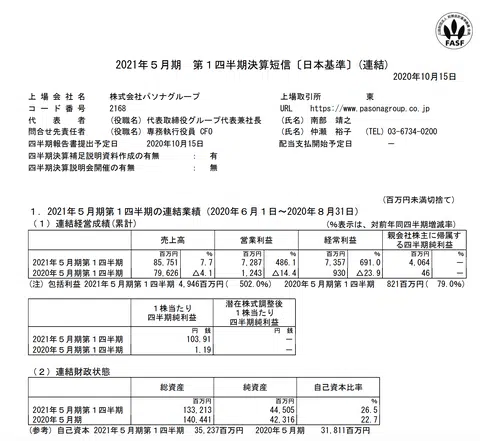 FASF
2021年5月期 第1四半期決算短信〔日本基準〕(連結)
2020年10月15日
上場会社名 株式会社パソナグループ 上場取引所 東
コード番号 2168 URL https://www.pasonagroup.co.jp
代表者 (役職名) 代表取締役グループ代表兼社長 (氏名) 南部 靖之
問合せ先責任者 (役職名) 専務執行役員 CFO (氏名) 仲瀬 裕子 (TEL) 03-6734-0200
四半期報告書提出予定日 2020年10月15日 配当支払開始予定日 －
四半期決算補足説明資料作成の有無 : 有
四半期決算説明会開催の有無 : 無
(百万円未満切捨て)
1．2021年5月期第1四半期の連結業績（2020年6月1日～2020年8月31日）
(1) 連結経営成績(累計) (%表示は、対前年同四半期増減率)
売上高 営業利益 経常利益 親会社株主に帰属する四半期純利益
百万円 % 百万円 % 百万円 % 百万円 %
2021年5月期第1四半期 85,751 7.7 7,287 486.1 7,357 691.0 4,064 －
2020年5月期第1四半期 79,626 △4.1 1,243 △14.4 930 △23.9 46 －
(注) 包括利益 2021年5月期第1四半期 4,946百万円( 502.0%) 2020年5月期第1四半期 821百万円( 79.0%)
1株当たり四半期純利益 潜在株式調整後1株当たり四半期純利益
円 銭 円 銭
2021年5月期第1四半期 103.91 －
2020年5月期第1四半期 1.19 －
(2) 連結財政状態
総資産 純資産 自己資本比率
百万円 百万円 %
2021年5月期第1四半期 133,213 44,505 26.5
2020年5月期 140,441 42,316 22.7
(参考) 自己資本 2021年5月期第1四半期 35,237百万円 2020年5月期 31,811百万円